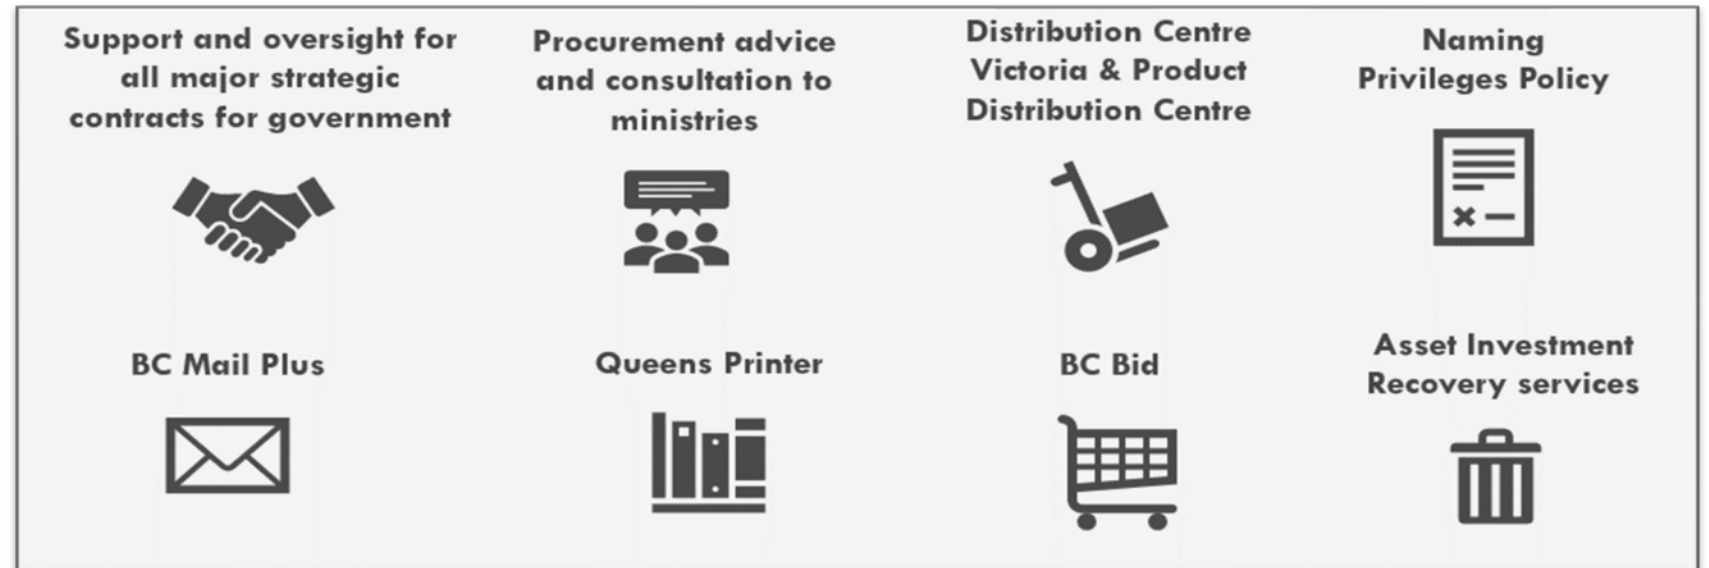 Support and oversight for
all major strategic
contracts for government
Procurement advice
and consultation to
ministries
Distribution Centre
Victoria & Product
Distribution Centre
Naming
Privileges Policy
BC Mail Plus
Queens Printer
BC Bid
Asset Investment
Recovery services